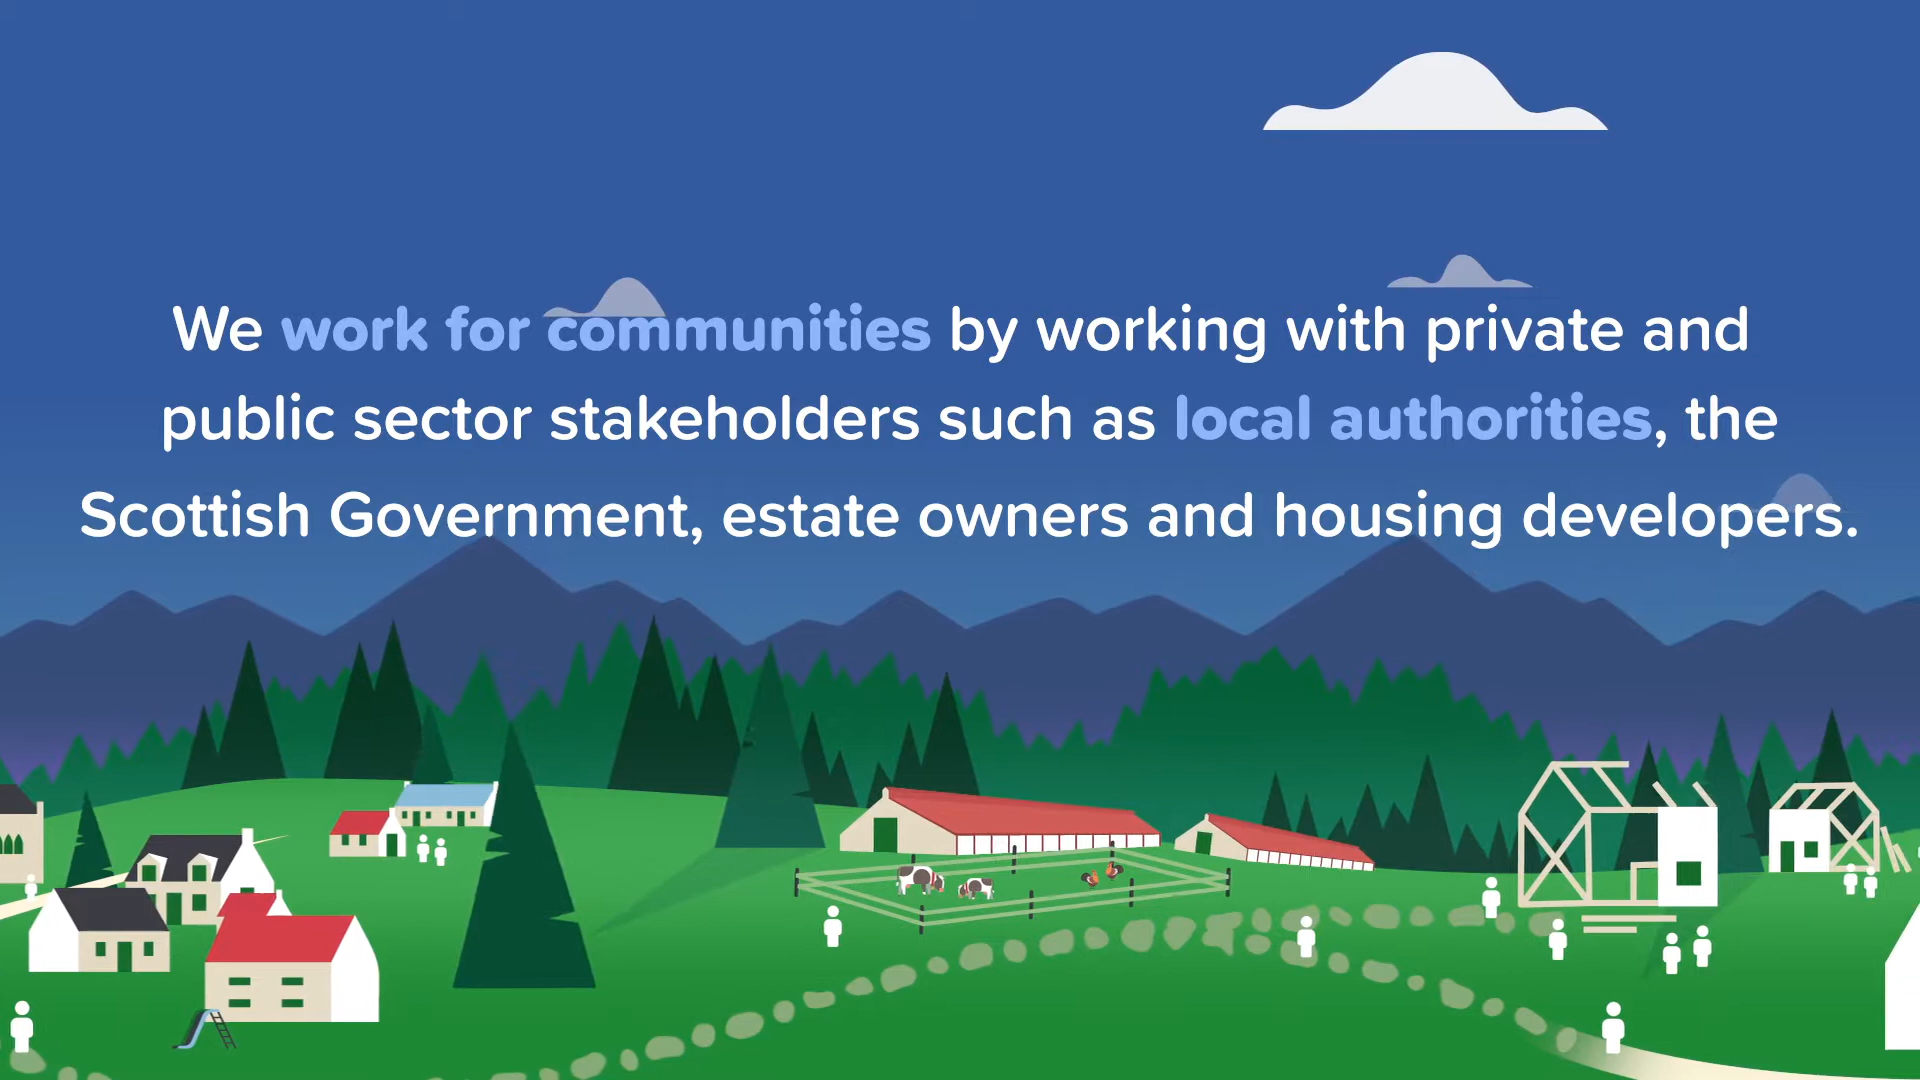 We work for communities by working with private and
public sector stakeholders such as local authorities, the
Scottish Government, estate owners and housing developers.